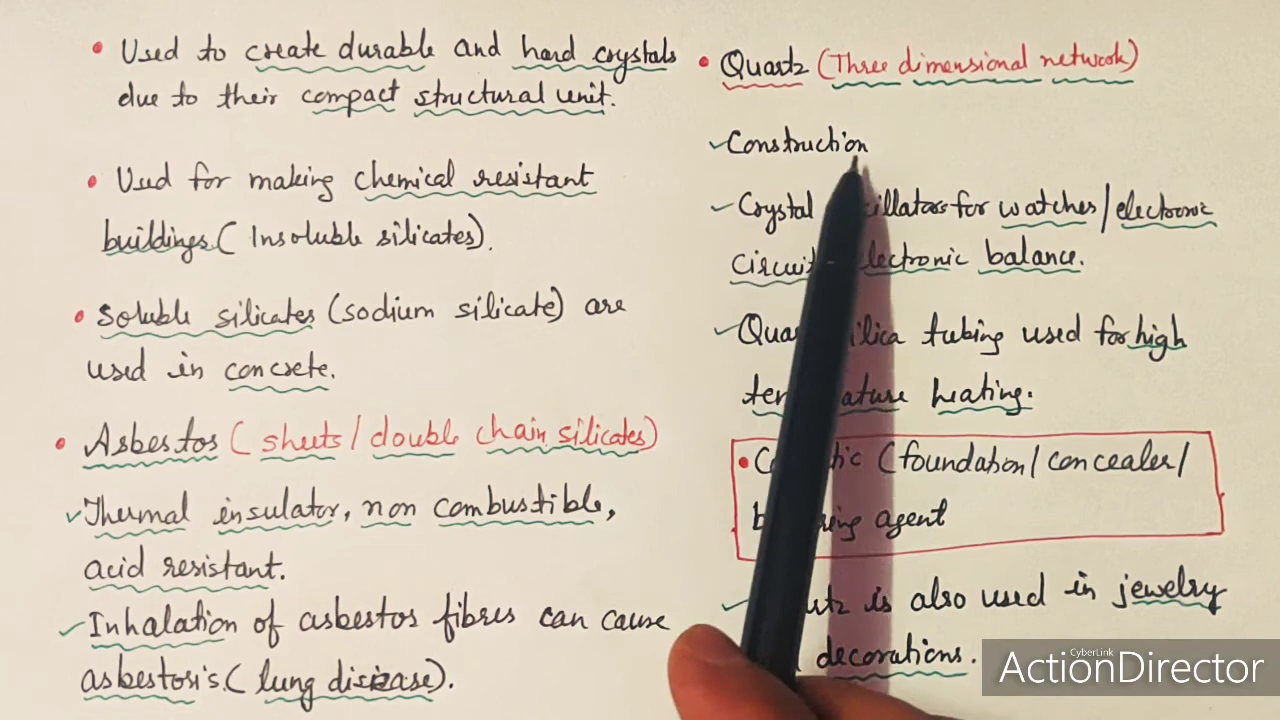 Used to create durable and hard crystals
due to their compact structural unit.
Used for making chemical resistant
buildings (Insoluble silicates).
Soluble silicates (sodium silicate) are
used in concrete.
Asbestos (sheets/double chain silicates)
Thermal insulator, non combustible,
acid resistant.
Inhalation of asbestos fibres can cause
asbestosis (lung disease).
Quartz (Three dimensional network)
Construction
Crystal for watches/electronic
balance.
tubing used for high
heating.
(foundation/concealer/
agent
is also used in jewelry
decorations.
CyberLink
ActionDirector